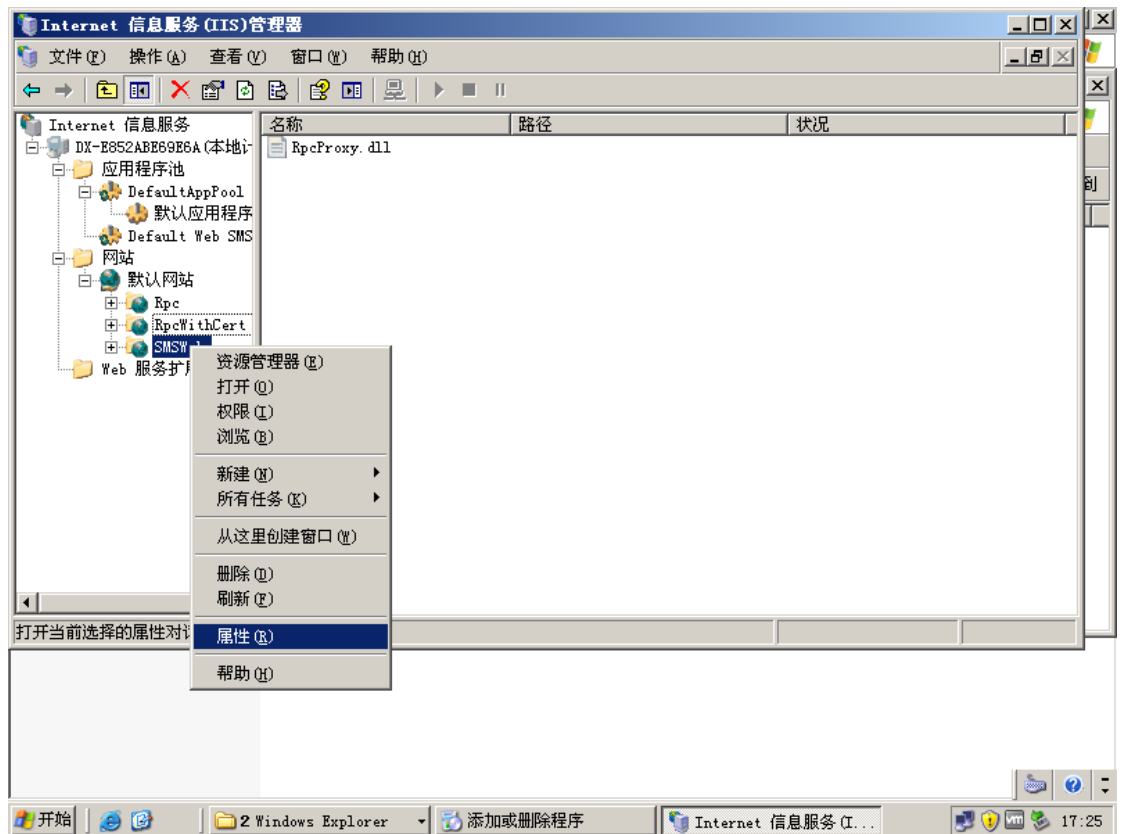 Internet 信息服务(IIS)管理器
文件(F) 操作(A) 查看(V) 窗口(W) 帮助(H)
Internet 信息服务
DX-E852ABE69E6A(本地计
应用程序池
DefaultAppPool
默认应用程序
Default Web SMS
网站
默认网站
Rpc
RpcWithCert
SMSW
Web 服务扩展
名称 路径 状况
RpcProxy.dll
到
资源管理器(E)
打开(O)
权限(I)
浏览(B)
新建(N)
所有任务(K)
从这里创建窗口(W)
删除(D)
刷新(F)
属性(R)
帮助(H)
打开当前选择的属性对话
开始
2 Windows Explorer
添加或删除程序
Internet 信息服务(I...
17:25